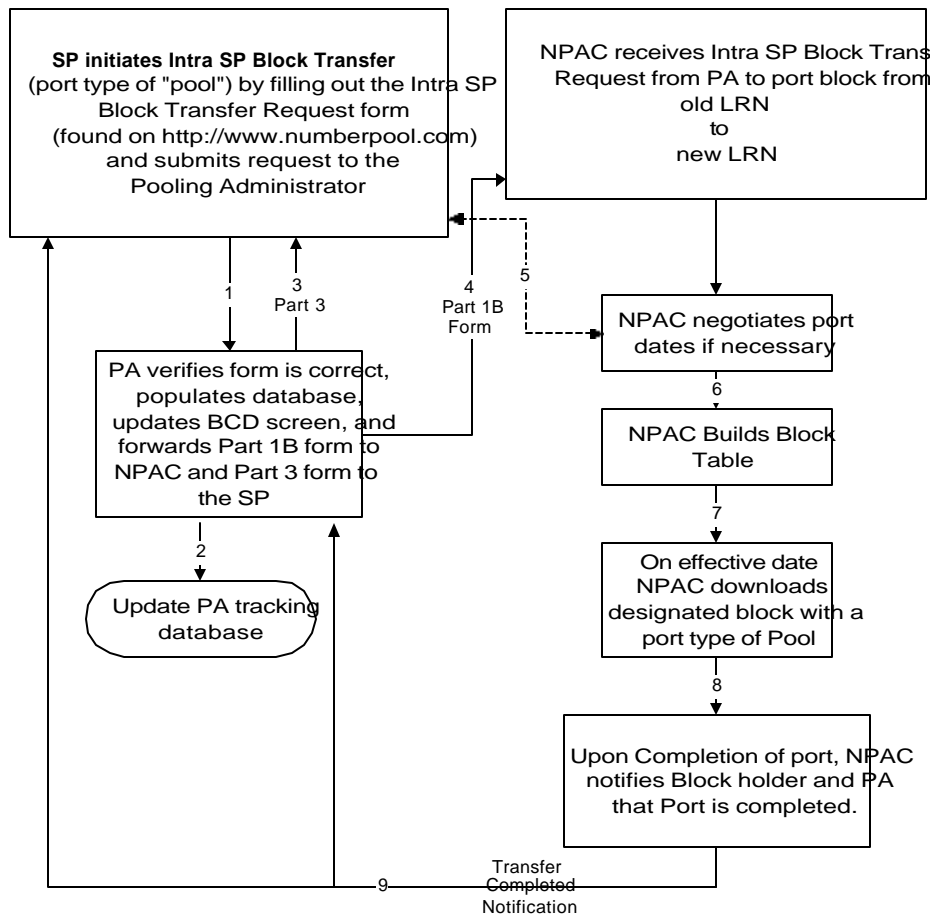 SP initiates Intra SP Block Transfer
(port type of "pool") by filling out the Intra SP
Block Transfer Request form
(found on http://www.numberpool.com)
and submits request to the
Pooling Administrator
NPAC receives Intra SP Block Trans
Request from PA to port block from
old LRN
to
new LRN
1
3
Part 3
4
Part 1B
Form
5
NPAC negotiates port
dates if necessary
PA verifies form is correct,
populates database,
updates BCD screen, and
forwards Part 1B form to
NPAC and Part 3 form to
the SP
6
NPAC Builds Block
Table
7
2
Update PA tracking
database
On effective date
NPAC downloads
designated block with a
port type of Pool
8
Upon Completion of port, NPAC
notifies Block holder and PA
that Port is completed.
9
Transfer
Completed
Notification